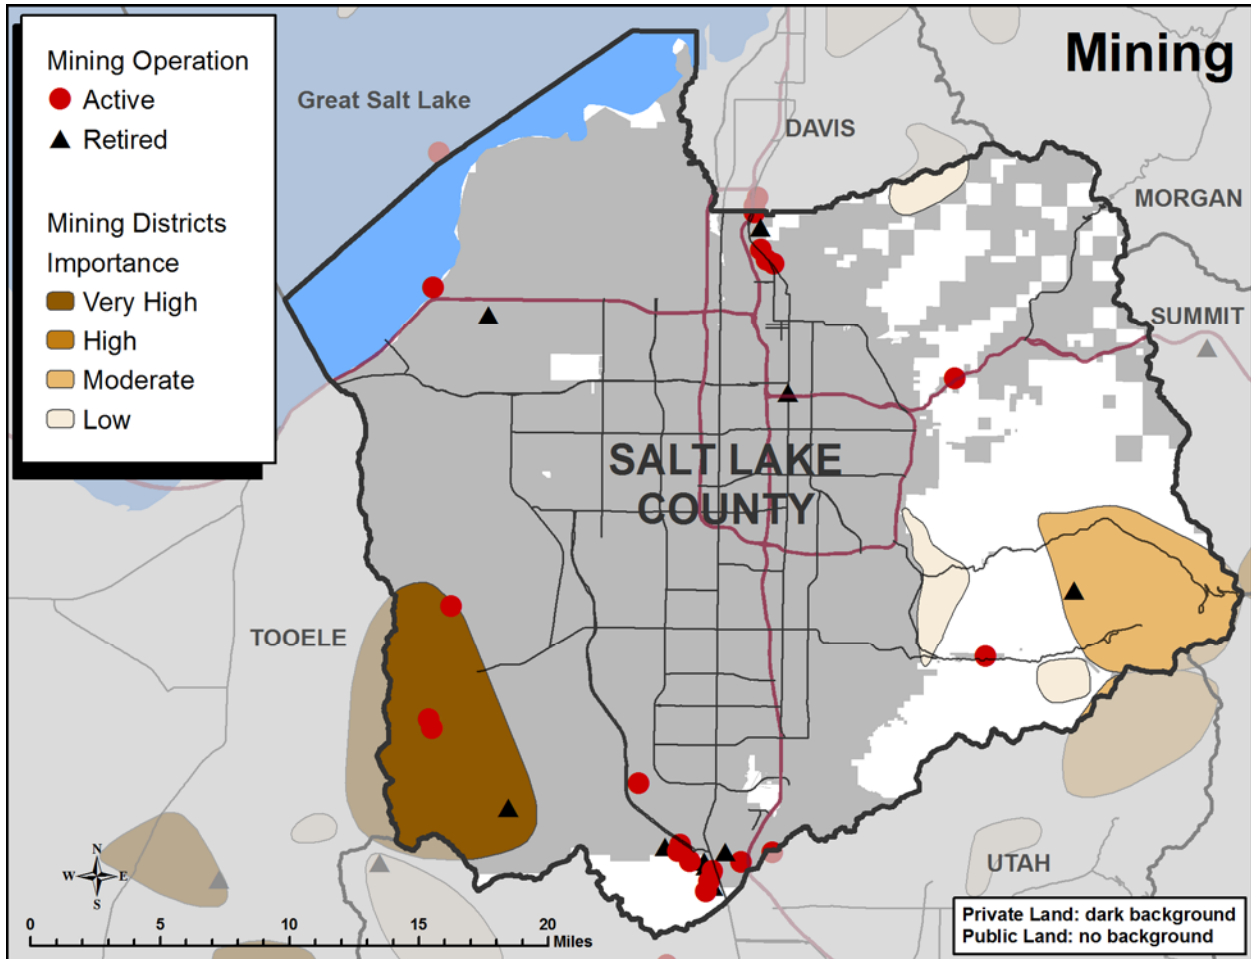 Mining
Mining Operation
Active
Retired
Mining Districts
Importance
Very High
High
Moderate
Low
Great Salt Lake
DAVIS
MORGAN
SUMMIT
SALT LAKE
COUNTY
TOOELE
UTAH
N
W E
S
0 5 10 15 20
Miles
Private Land: dark background
Public Land: no background